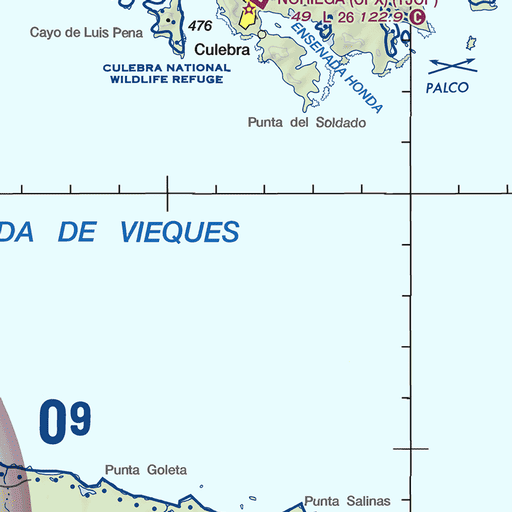 NORIEGA (CPX) (TJCP)
49 L 26 122.9 C
Cayo de Luis Pena
476
Culebra
ENSENADA HONDA
CULEBRA NATIONAL
WILDLIFE REFUGE
PALCO
Punta del Soldado
DA DE VIEQUES
09
Punta Goleta
Punta Salinas